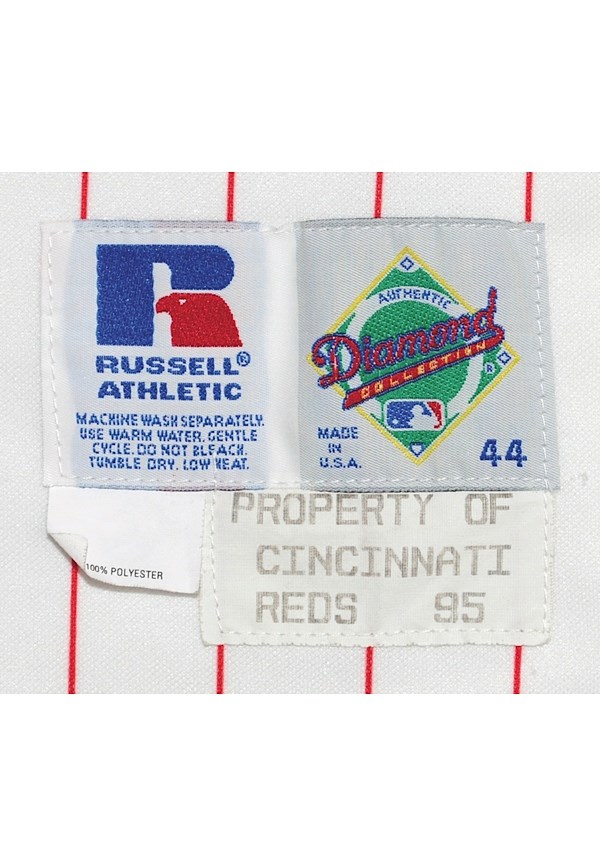 RUSSELL®
ATHLETIC
MACHINE WASH SEPARATELY.
USE WARM WATER, GENTLE
CYCLE. DO NOT BLEACH.
TUMBLE DRY, LOW HEAT.
AUTHENTIC
Diamond
COLLECTION
®
MADE
IN
U.S.A.
44
100% POLYESTER
PROPERTY OF
CINCINNATI
REDS 95